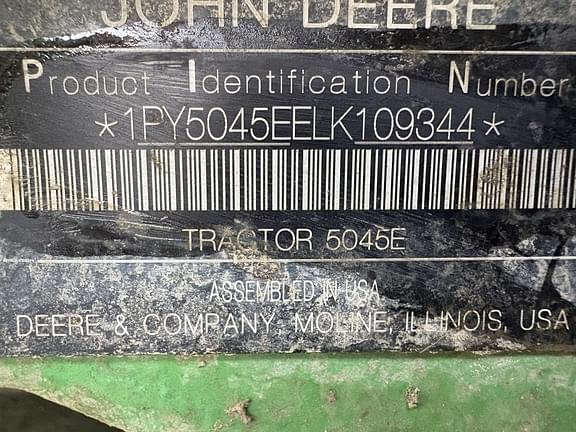 JOHN DEERE
Product Identification Number
*1PY5045EELK109344*
TRACTOR 5045E
ASSEMBLED IN USA
DEERE & COMPANY, MOLINE, ILLINOIS, USA